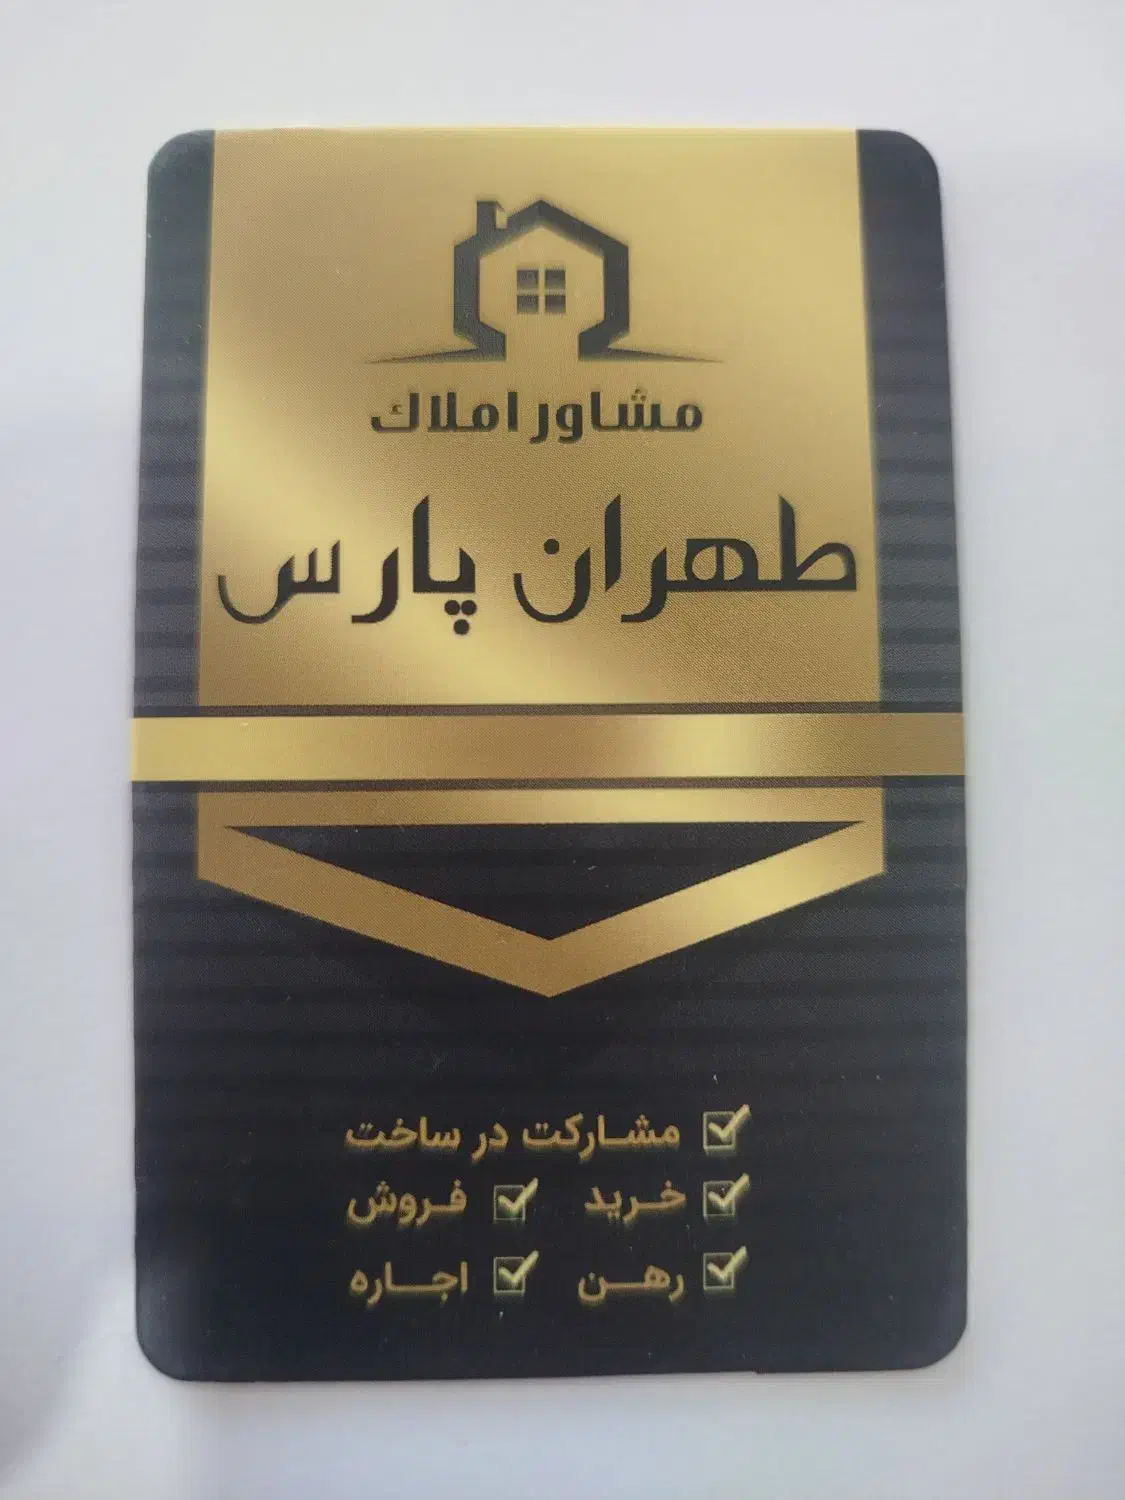 مشاور املاک
طهران پارس
مشارکت در ساخت
خرید فروش
رهن اجاره